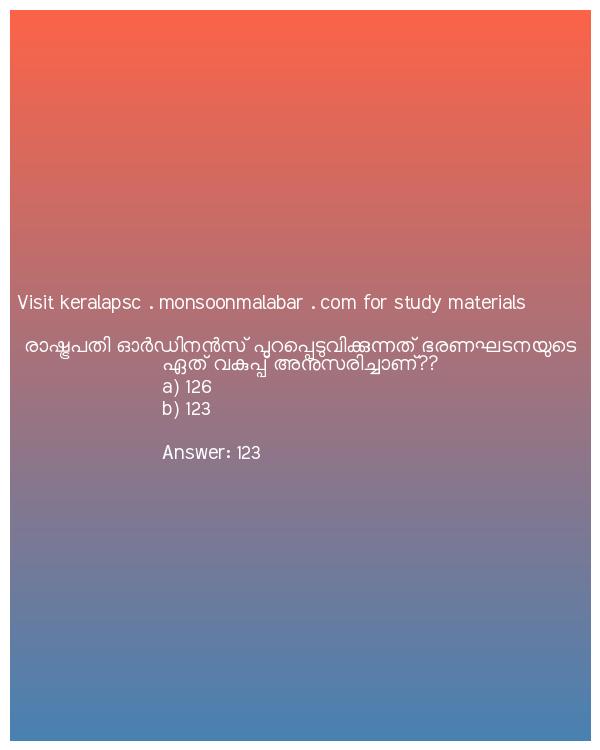 Visit keralapsc . monsoonmalabar . com for study materials
രാഷ്ട്രപതി ഓർഡിനൻസ് പുറപ്പെടുവിക്കുന്നത് ഭരണഘടനയുടെ
ഏത് വകുപ്പ് അനുസരിച്ചാണ്??
a) 126
b) 123
Answer: 123